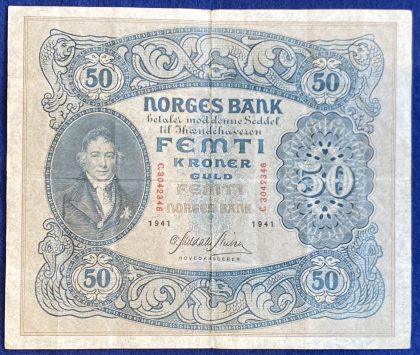 50 50
NORGES BANK
betaler mod denne Seddel
til Ihændehaveren
FEMTI
KRONER
GULD
FEMTI
NORGES BANK
C.3042346
50
C 3042346
1941 1941
HOVEDKASSERER
50 50